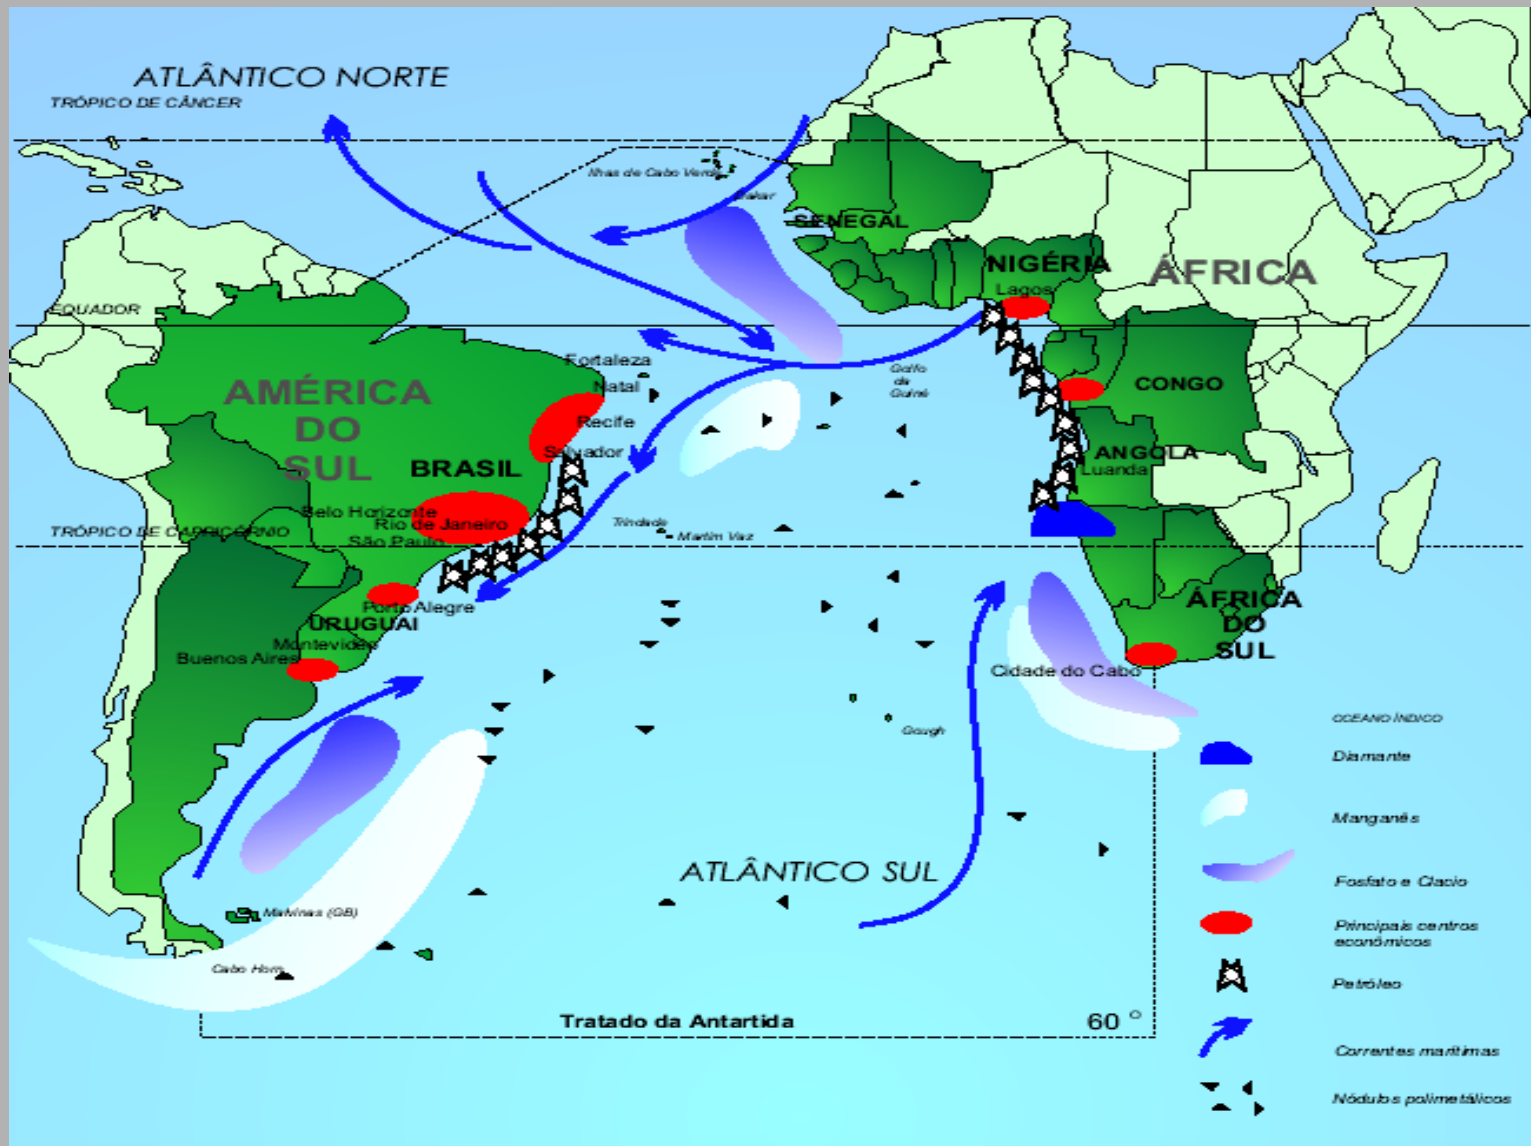 ATLÂNTICO NORTE
TRÓPICO DE CÂNCER
Ilhas de Cabo Verde
Dakar
SENEGAL
NIGÉRIA
Lagos
ÁFRICA
EQUADOR
Fortaleza
Natal
Recife
Salvador
AMÉRICA
DO
SUL
BRASIL
Golfo
da
Guiné
CONGO
ANGOLA
Luanda
Belo Horizonte
Rio de Janeiro
São Paulo
TRÓPICO DE CAPRICÓRNIO
Trindade
Martim Vaz
Porto Alegre
URUGUAI
Montevidéo
Buenos Aires
ÁFRICA
DO
SUL
Cidade do Cabo
Gough
OCEANO ÍNDICO
Diamante
Manganês
ATLÂNTICO SUL
Fosfato e Glacio
Malvinas (GB)
Principais centros
econômicos
Cabo Horn
Petróleo
Tratado da Antartida
60 °
Correntes marítimas
Nódulos polimetálicos